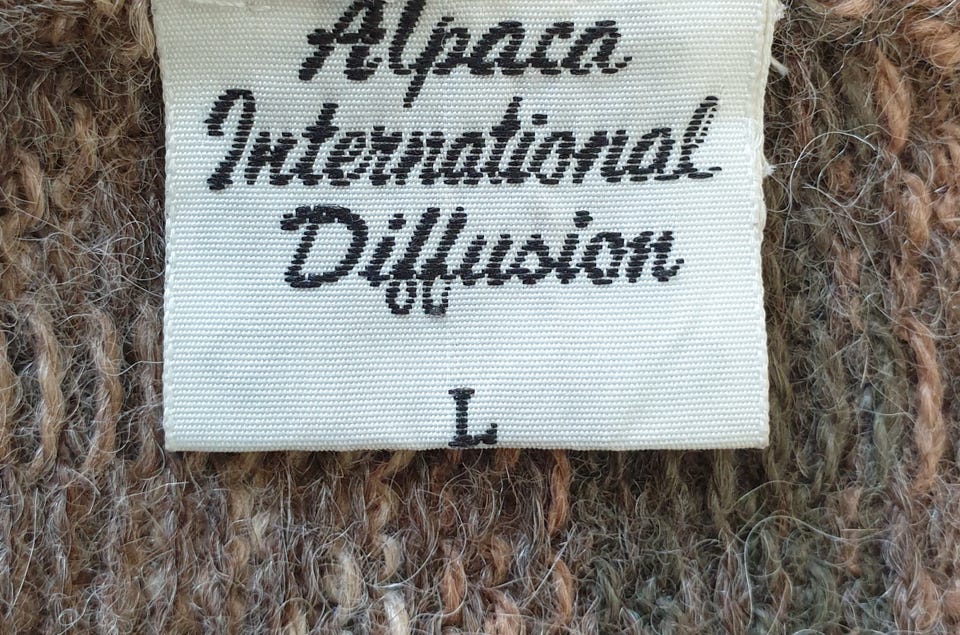 Alpaca
International
Diffusion
L